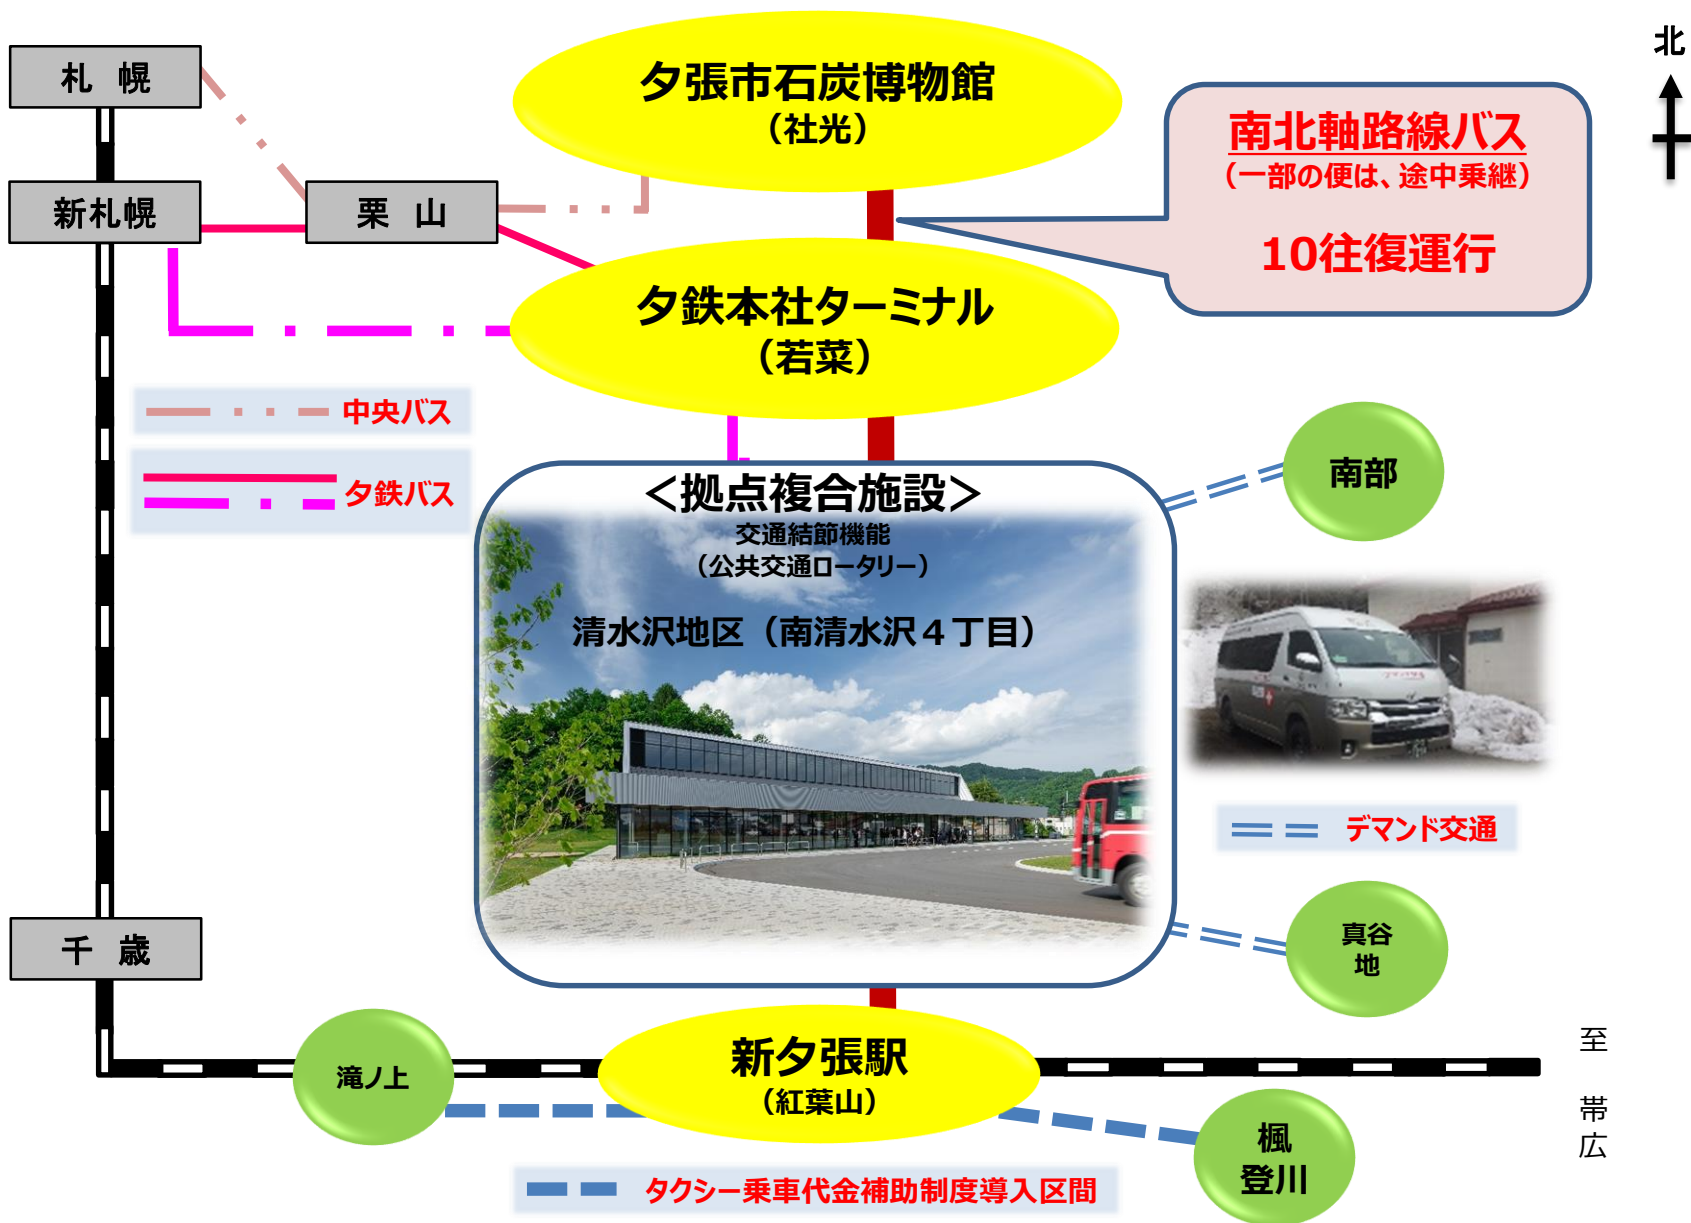 札 幌
夕張市石炭博物館
（社光）
北
南北軸路線バス
（一部の便は、途中乗継）
10往復運行
新札幌
栗 山
夕鉄本社ターミナル
（若菜）
中央バス
夕鉄バス
南部
＜拠点複合施設＞
交通結節機能
（公共交通ロータリー）
清水沢地区（南清水沢４丁目）
デマンド交通
千 歳
真谷
地
滝ノ上
新夕張駅
（紅葉山）
至
帯
広
楓
登川
タクシー乗車代金補助制度導入区間